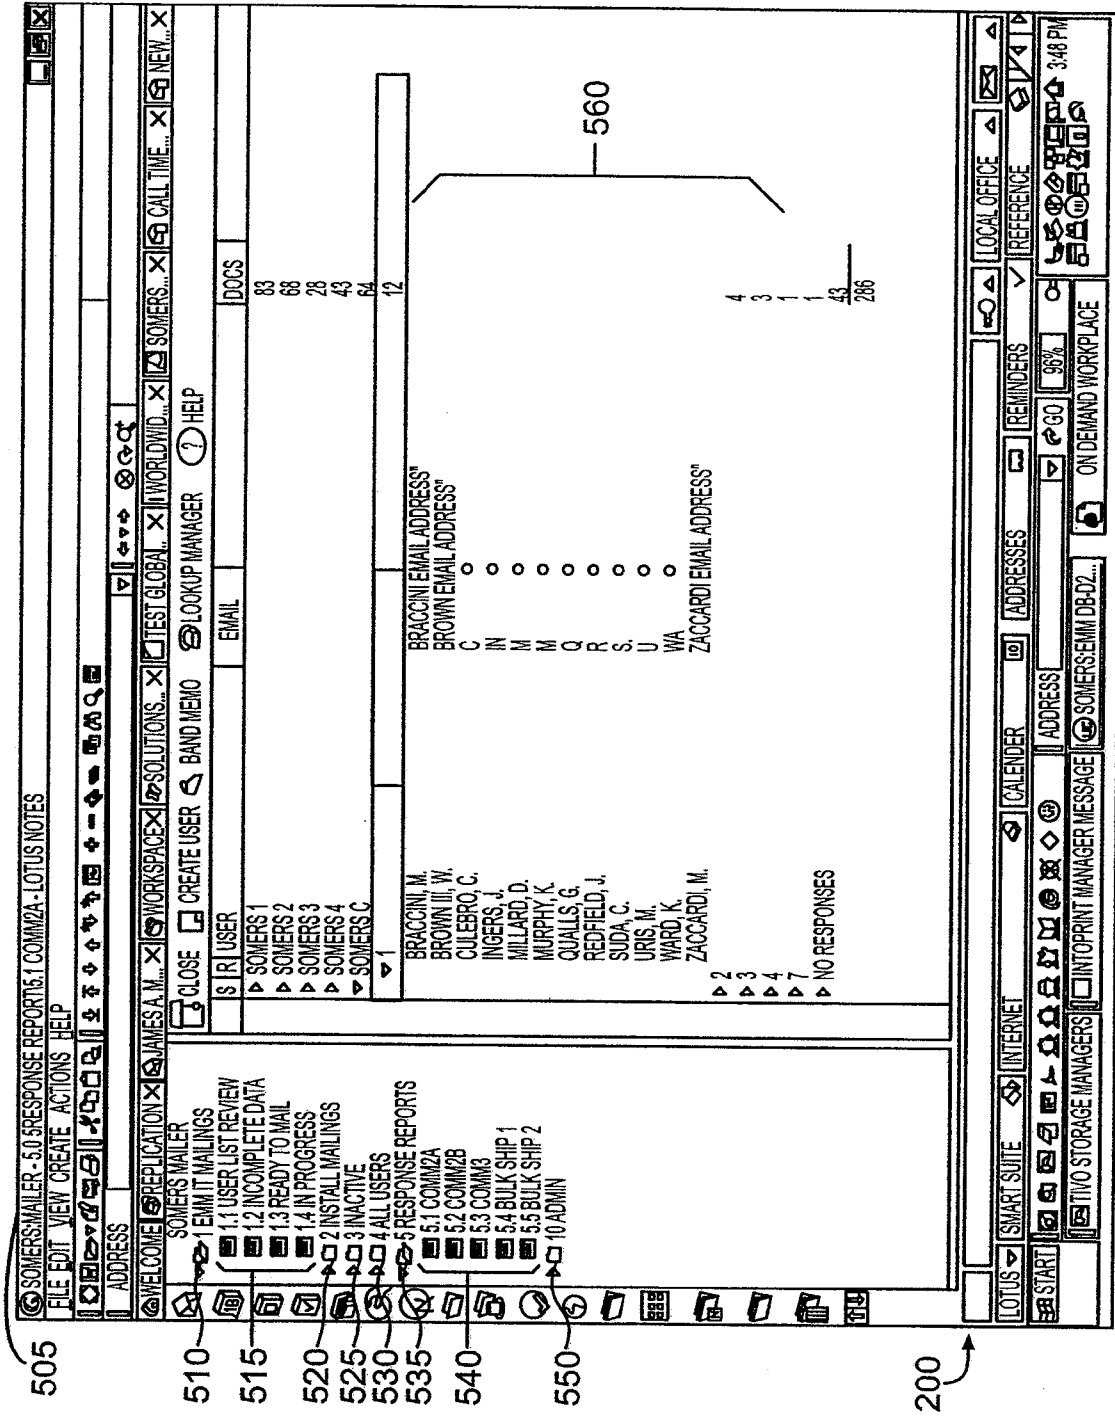 505
SOMERS:MAILER - 5.0 5RESPONSE REPORT\5.1 COMM2A - LOTUS NOTES
FILE EDIT VIEW CREATE ACTIONS HELP
ADDRESS
WELCOME REPLICATION X JAMES A.M... X WORKSPACE X SOLUTIONS... X TEST GLOBAL.. X WORLDWID... X SOMERS... X CALL TIME... X NEW...X
CLOSE CREATE USER BAND MEMO LOOKUP MANAGER ? HELP
SOMERS MAILER
1 EMM IT MAILINGS
1.1 USER LIST REVIEW
1.2 INCOMPLETE DATA
1.3 READY TO MAIL
1.4 IN PROGRESS
2 INSTALL MAILINGS
3 INACTIVE
4 ALL USERS
5 RESPONSE REPORTS
5.1 COMM2A
5.2 COMM2B
5.3 COMM3
5.4 BULK SHIP 1
5.5 BULK SHIP 2
10 ADMIN
510
515
520
525
530
535
540
550
S R USER EMAIL DOCS
SOMERS 1 83
SOMERS 2 68
SOMERS 3 28
SOMERS 4 43
SOMERS C 64
1 12
BRACCINI, M. BRACCINI EMAIL ADDRESS"
BROWN III, W. BROWN EMAIL ADDRESS"
CULEBRO, C. C
INGERS, J. IN
MILLARD, D. M
MURPHY, K. M
QUALLS, G. Q
REDFIELD, J. R
SUDA, C. S.
URIS, M. U
WARD, K. WA
ZACCARDI, M. ZACCARDI EMAIL ADDRESS"
560
2 4
3 3
4 1
7 1
NO RESPONSES 43
286
200
LOCAL OFFICE
LOTUS SMART SUITE INTERNET CALENDER 10 ADDRESSES REMINDERS REFERENCE
START ADDRESS GO 96% 3:48 PM
TIVO STORAGE MANAGERS INTOPRINT MANAGER MESSAGE SOMERS:EMM DB-D2... ON DEMAND WORKPLACE